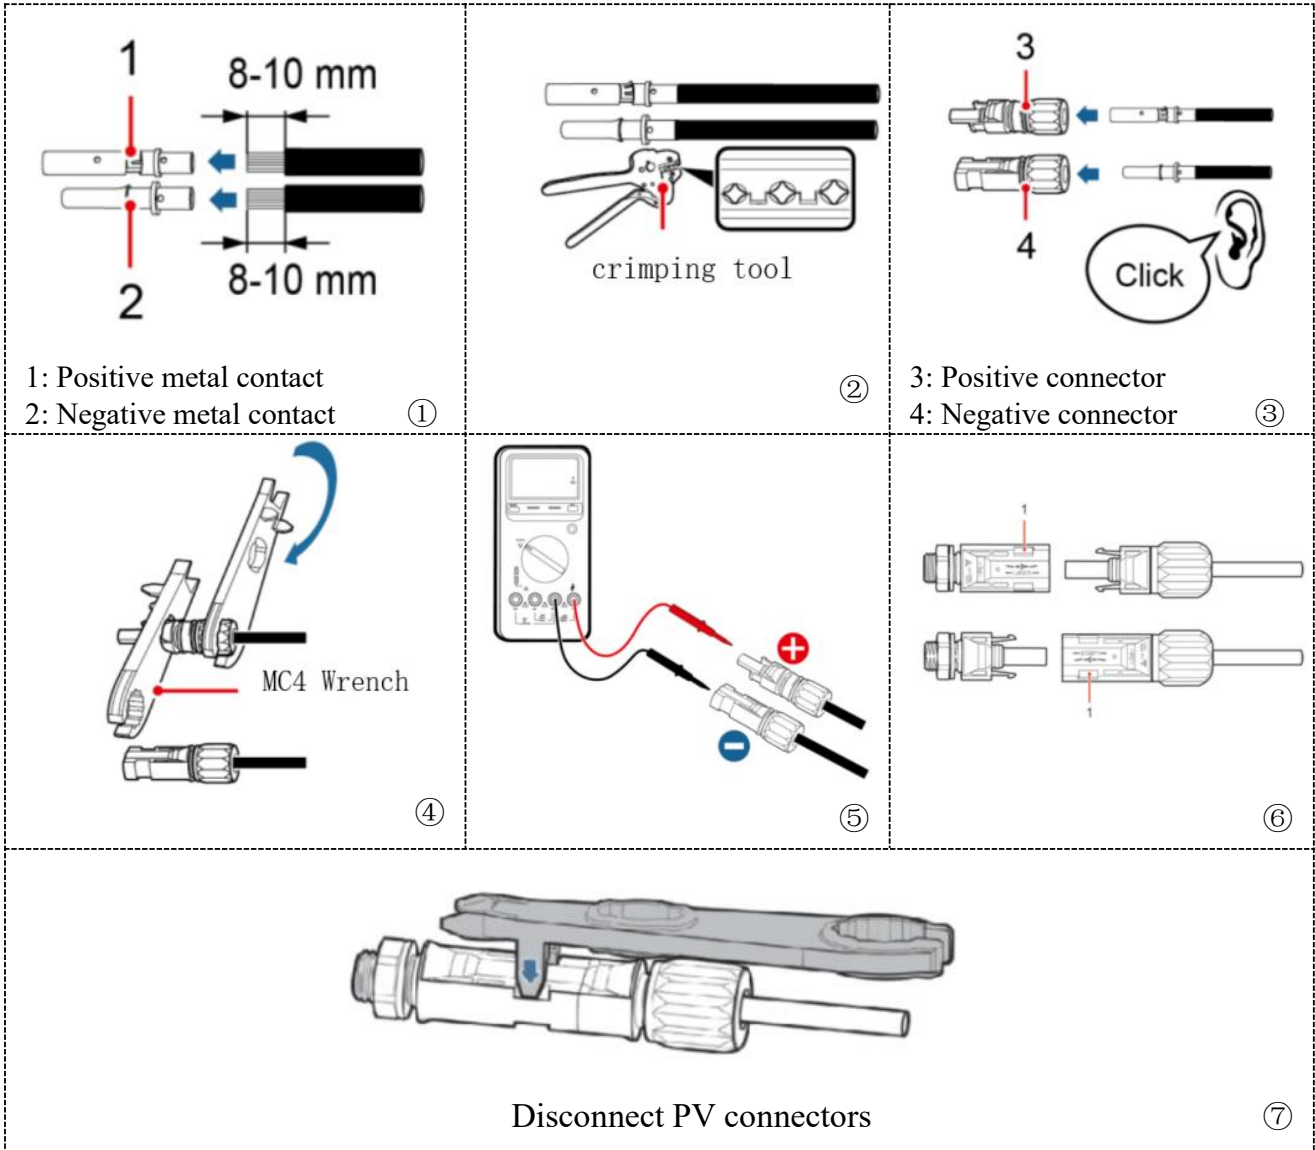 1
8-10 mm
8-10 mm
2
1: Positive metal contact
2: Negative metal contact
①
crimping tool
②
3
4
Click
3: Positive connector
4: Negative connector
③
MC4 Wrench
④
⑤
1
1
⑥
Disconnect PV connectors
⑦